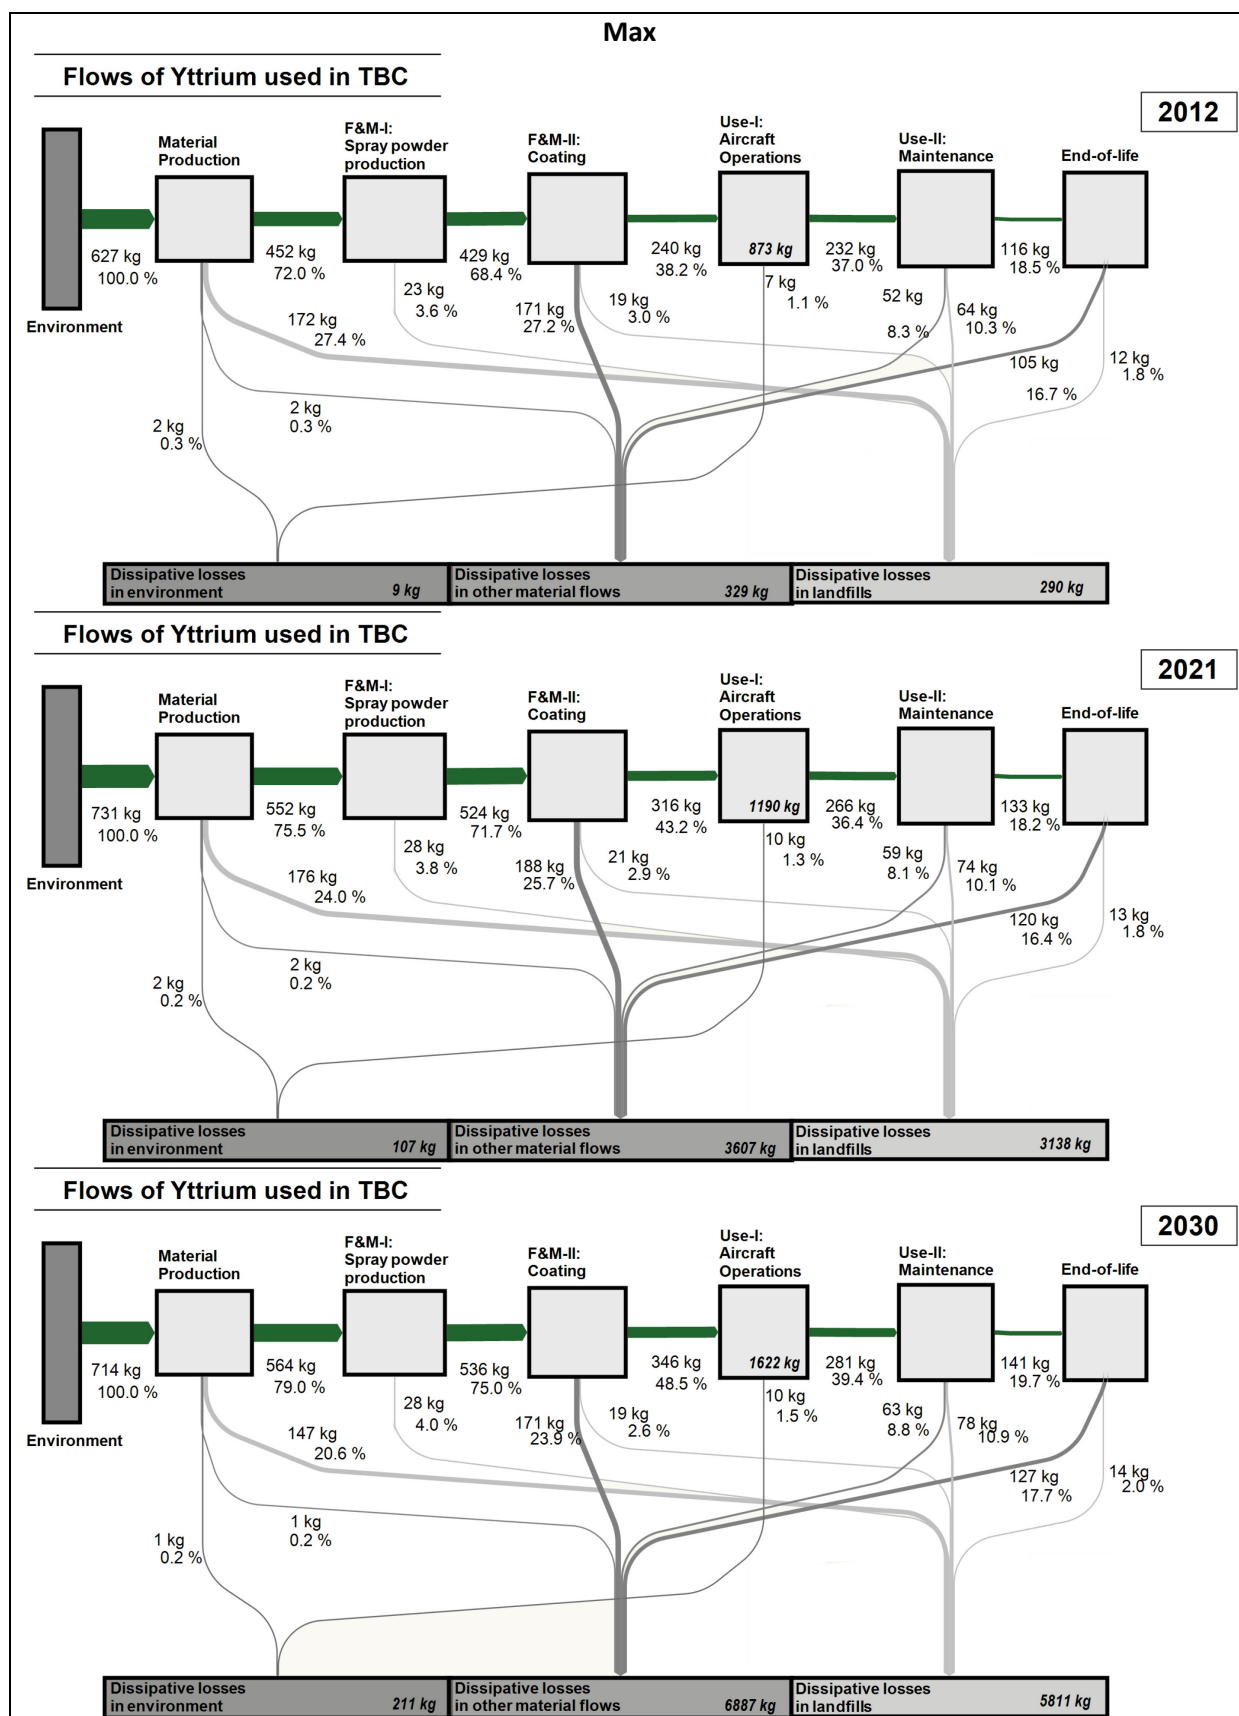 Max
Flows of Yttrium used in TBC
2012
Material
Production
F&M-I:
Spray powder
production
F&M-II:
Coating
Use-I:
Aircraft
Operations
Use-II:
Maintenance
End-of-life
873 kg
627 kg
100.0 %
452 kg
72.0 %
429 kg
68.4 %
240 kg
38.2 %
232 kg
37.0 %
116 kg
18.5 %
Environment
172 kg
27.4 %
23 kg
3.6 %
171 kg
27.2 %
19 kg
3.0 %
7 kg
1.1 %
52 kg
8.3 %
64 kg
10.3 %
105 kg
16.7 %
12 kg
1.8 %
2 kg
0.3 %
2 kg
0.3 %
Dissipative losses
in environment
9 kg
Dissipative losses
in other material flows
329 kg
Dissipative losses
in landfills
290 kg
Flows of Yttrium used in TBC
2021
Material
Production
F&M-I:
Spray powder
production
F&M-II:
Coating
Use-I:
Aircraft
Operations
Use-II:
Maintenance
End-of-life
1190 kg
731 kg
100.0 %
552 kg
75.5 %
524 kg
71.7 %
316 kg
43.2 %
266 kg
36.4 %
133 kg
18.2 %
Environment
176 kg
24.0 %
28 kg
3.8 %
188 kg
25.7 %
21 kg
2.9 %
10 kg
1.3 %
59 kg
8.1 %
74 kg
10.1 %
120 kg
16.4 %
13 kg
1.8 %
2 kg
0.2 %
2 kg
0.2 %
Dissipative losses
in environment
107 kg
Dissipative losses
in other material flows
3607 kg
Dissipative losses
in landfills
3138 kg
Flows of Yttrium used in TBC
2030
Material
Production
F&M-I:
Spray powder
production
F&M-II:
Coating
Use-I:
Aircraft
Operations
Use-II:
Maintenance
End-of-life
1622 kg
714 kg
100.0 %
564 kg
79.0 %
536 kg
75.0 %
346 kg
48.5 %
281 kg
39.4 %
141 kg
19.7 %
Environment
147 kg
20.6 %
28 kg
4.0 %
171 kg
23.9 %
19 kg
2.6 %
10 kg
1.5 %
63 kg
8.8 %
78 kg
10.9 %
127 kg
17.7 %
14 kg
2.0 %
1 kg
0.2 %
1 kg
0.2 %
Dissipative losses
in environment
211 kg
Dissipative losses
in other material flows
6887 kg
Dissipative losses
in landfills
5811 kg